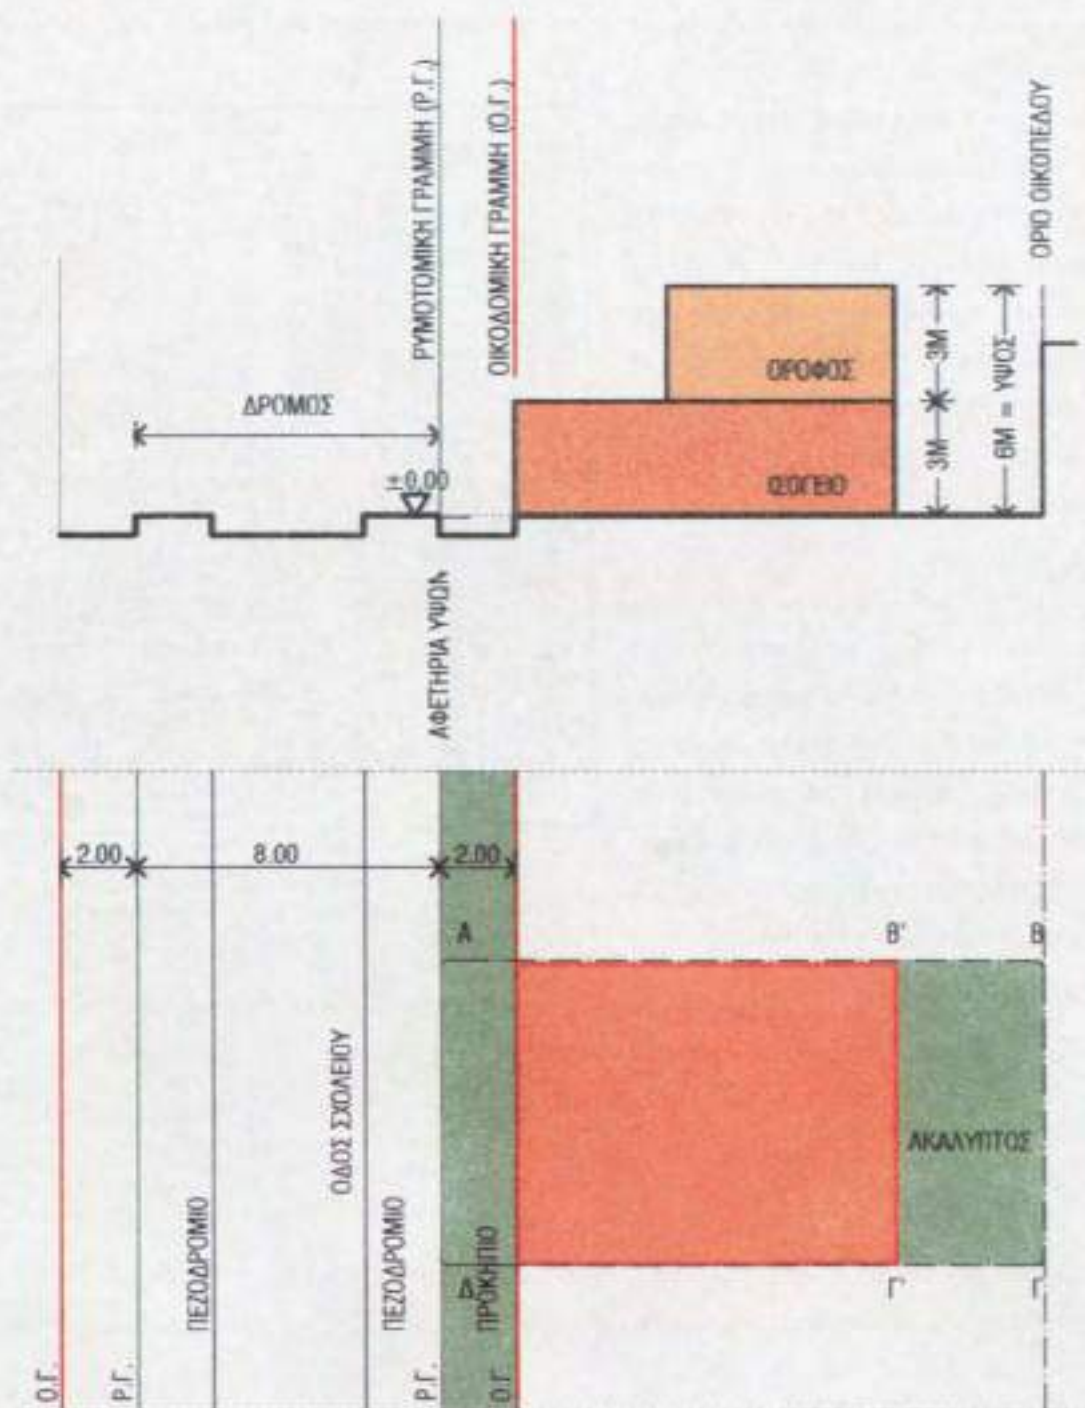 ΡΥΜΟΤΟΜΙΚΗ ΓΡΑΜΜΗ (Ρ.Γ.)
ΟΙΚΟΔΟΜΙΚΗ ΓΡΑΜΜΗ (Ο.Γ.)
ΟΡΙΟ ΟΙΚΟΠΕΔΟΥ
ΔΡΟΜΟΣ
ΟΡΟΦΟΣ
3Μ
6Μ = ΥΨΟΣ
3Μ
±0,00
ΙΣΟΓΕΙΟ
ΑΦΕΤΗΡΙΑ ΥΨΩΝ
2.00
8.00
2.00
Α
Β'
Β
ΟΔΟΣ ΣΧΟΛΕΙΟΥ
ΑΚΑΛΥΠΤΟΣ
ΠΕΖΟΔΡΟΜΙΟ
ΠΕΖΟΔΡΟΜΙΟ
ΠΡΟΚΗΠΙΟ
Δ
Γ'
Γ
Ο.Γ.
Ρ.Γ.
Ρ.Γ.
Ο.Γ.